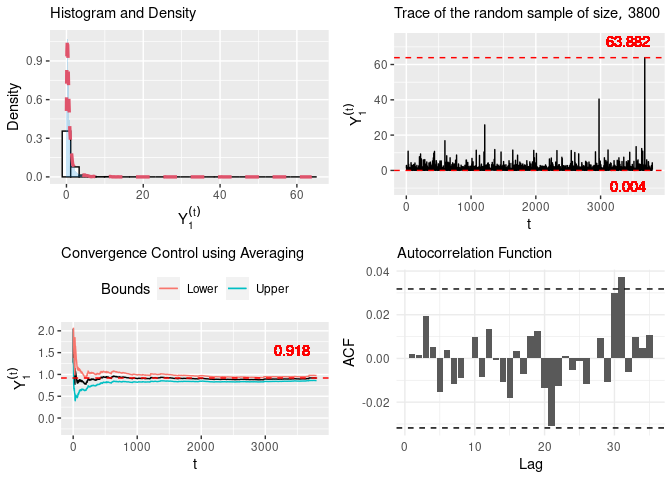 Histogram and Density
Density
0.9
0.6
0.3
0.0
0
20
40
60
Y₁⁽ᵗ⁾
Trace of the random sample of size, 3800
Y₁⁽ᵗ⁾
60
40
20
0
63.882
0.004
0
1000
2000
3000
t
Convergence Control using Averaging
Bounds
Lower
Upper
Y₁⁽ᵗ⁾
2.0
1.5
1.0
0.5
0.0
0.918
0
1000
2000
3000
t
Autocorrelation Function
ACF
0.04
0.02
0.00
-0.02
0
10
20
30
Lag